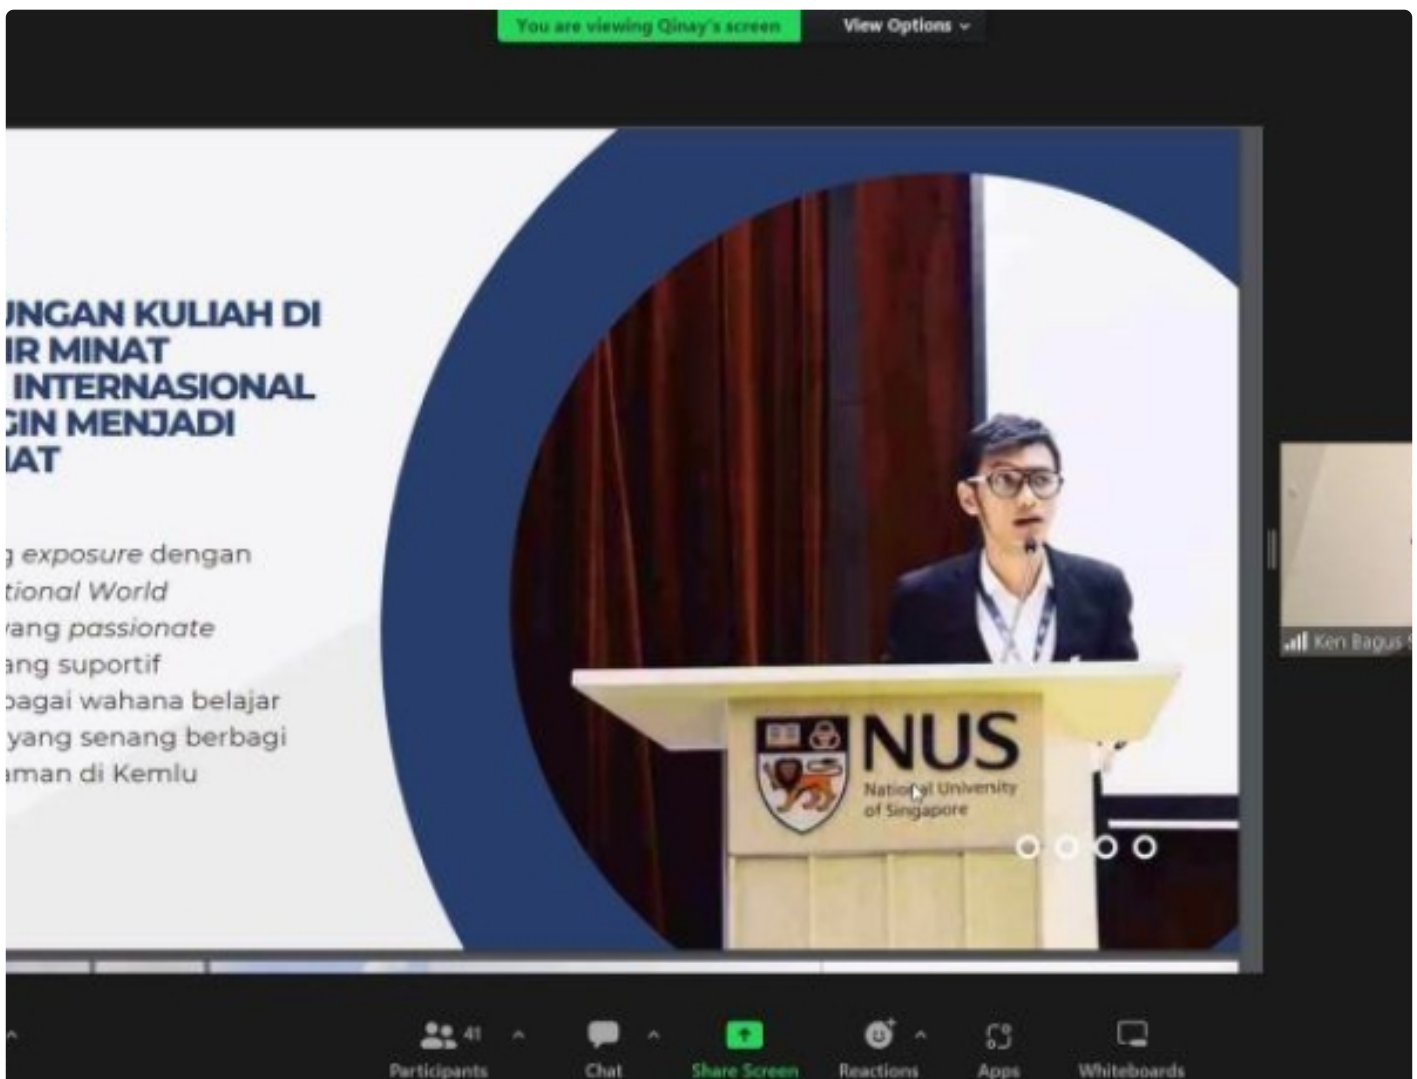 You are viewing Qinay's screen
View Options
UNGAN KULIAH DI
IR MINAT
INTERNASIONAL
GIN MENJADI
IAT
g exposure dengan
tional World
yang passionate
ang suportif
bagai wahana belajar
yang senang berbagi
aman di Kemlu
NUS
National University
of Singapore
Ken Bagus S
41
Participants
Chat
Share Screen
Reactions
Apps
Whiteboards